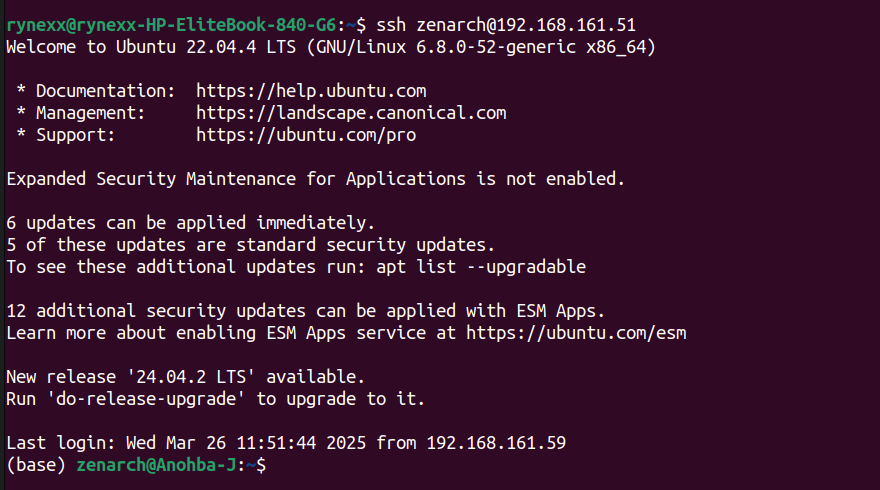 rynexx@rynexx-HP-EliteBook-840-G6:~$ ssh zenarch@192.168.161.51
Welcome to Ubuntu 22.04.4 LTS (GNU/Linux 6.8.0-52-generic x86_64)
* Documentation: https://help.ubuntu.com
* Management: https://landscape.canonical.com
* Support: https://ubuntu.com/pro
Expanded Security Maintenance for Applications is not enabled.
6 updates can be applied immediately.
5 of these updates are standard security updates.
To see these additional updates run: apt list --upgradable
12 additional security updates can be applied with ESM Apps.
Learn more about enabling ESM Apps service at https://ubuntu.com/esm
New release '24.04.2 LTS' available.
Run 'do-release-upgrade' to upgrade to it.
Last login: Wed Mar 26 11:51:44 2025 from 192.168.161.59
(base) zenarch@Anohba-J:~$